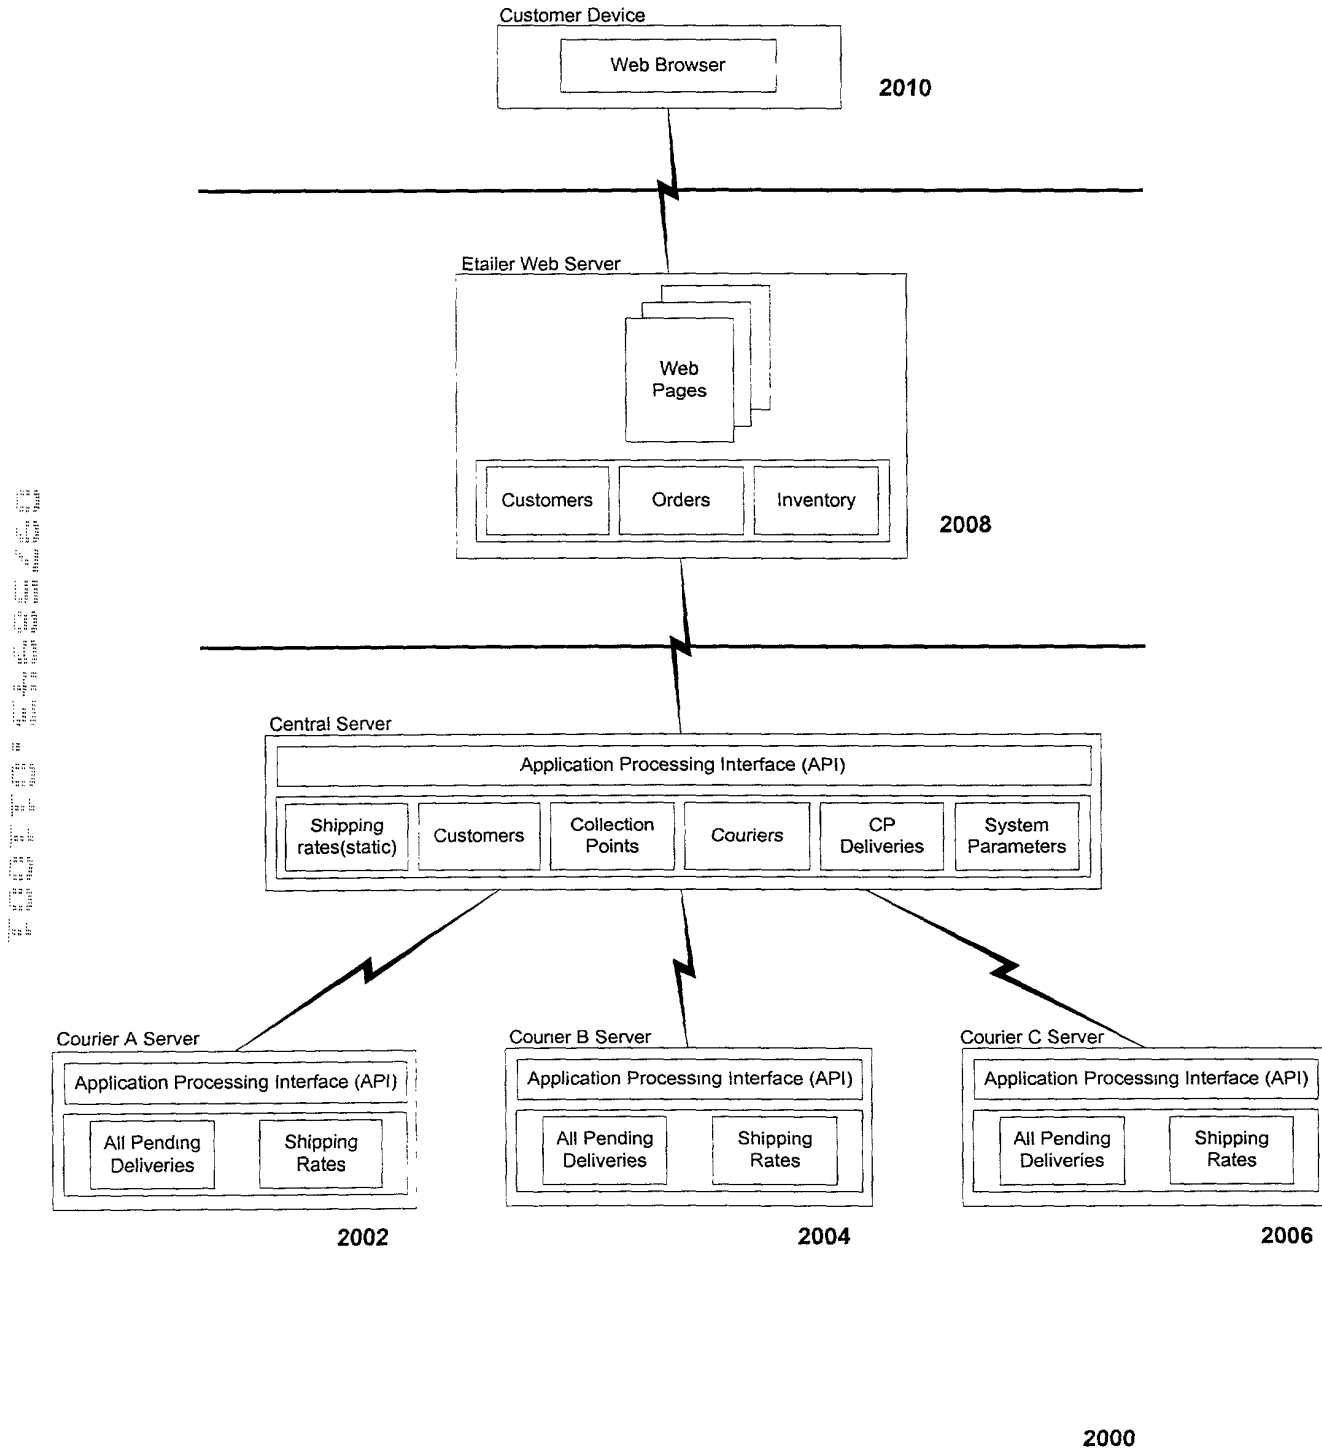 Customer Device
Web Browser
2010
Etailer Web Server
Web
Pages
Customers
Orders
Inventory
2008
Central Server
Application Processing Interface (API)
Shipping
rates(static)
Customers
Collection
Points
Couriers
CP
Deliveries
System
Parameters
Courier A Server
Application Processing Interface (API)
All Pending
Deliveries
Shipping
Rates
2002
Courier B Server
Application Processing Interface (API)
All Pending
Deliveries
Shipping
Rates
2004
Courier C Server
Application Processing Interface (API)
All Pending
Deliveries
Shipping
Rates
2006
2000